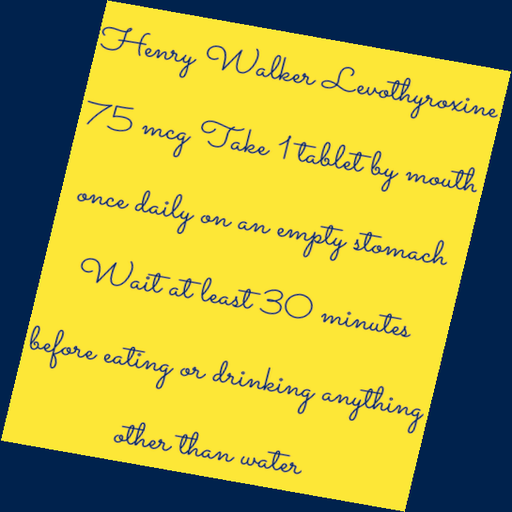 Henry Walker Levothyroxine
75 mcg Take 1 tablet by mouth
once daily on an empty stomach
Wait at least 30 minutes
before eating or drinking anything
other than water